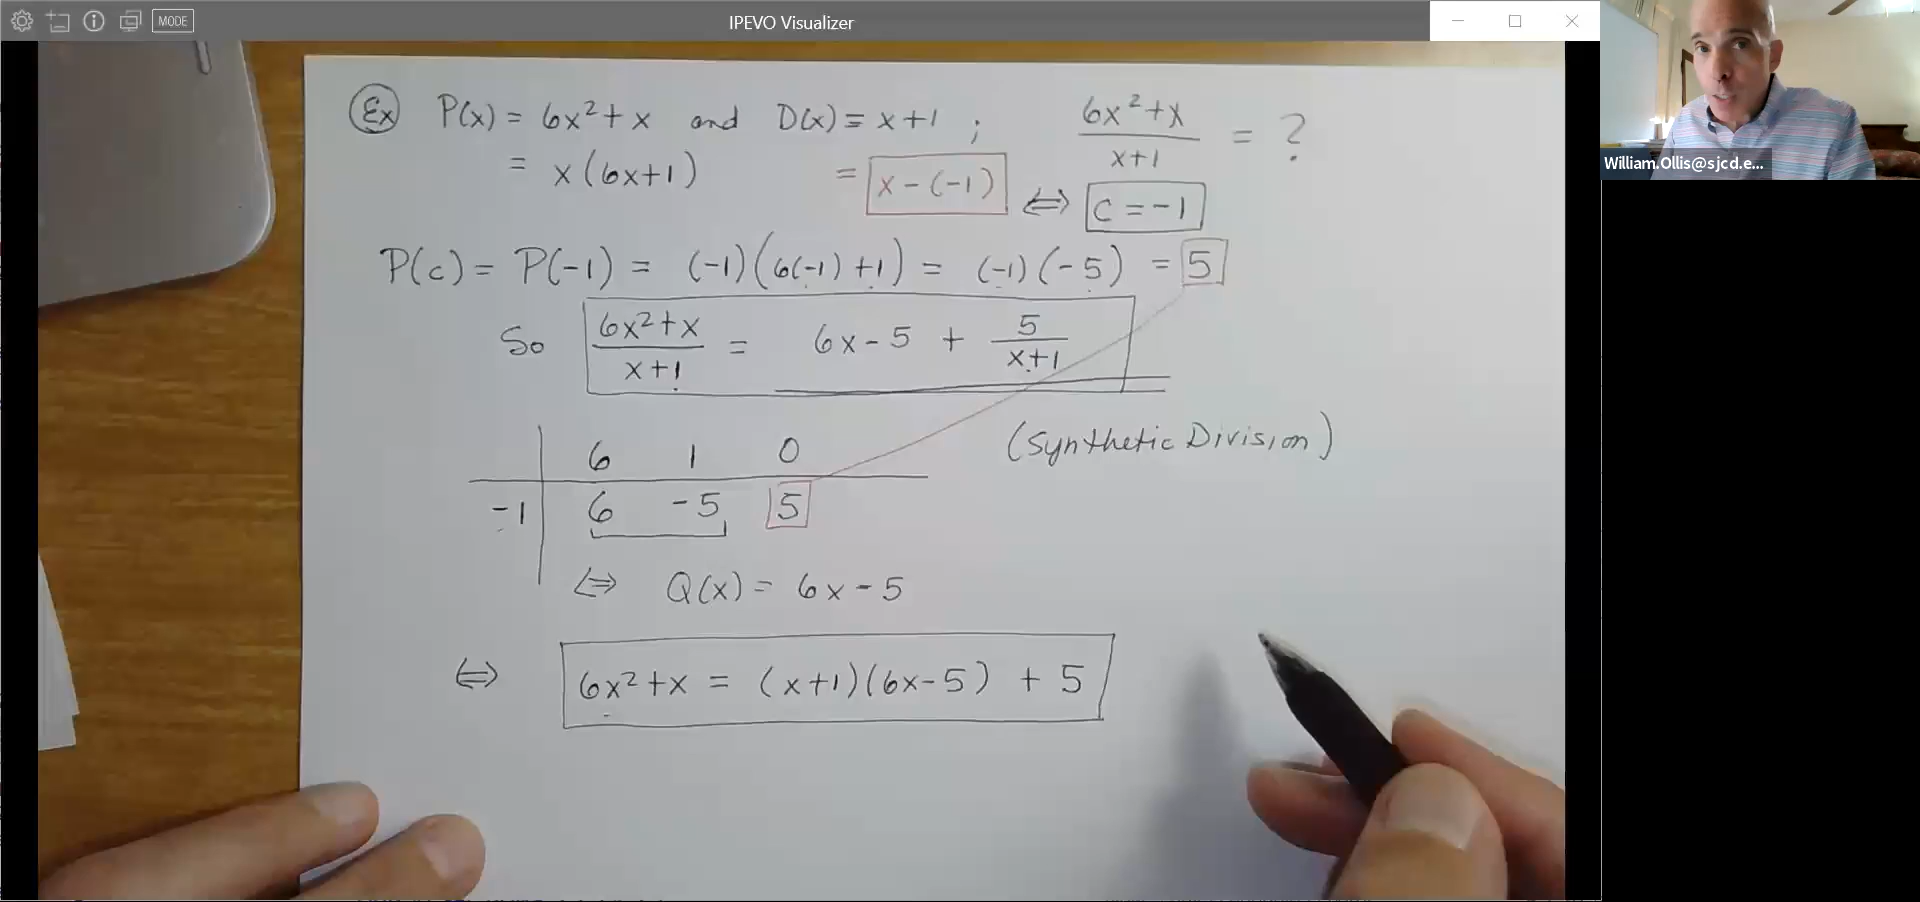 MODE
IPEVO Visualizer
Ex P(x) = 6x² + x and D(x) = x+1 ; 6x²+x / x+1 = ?
= x(6x+1) = x-(-1) ⇔ c = -1
P(c) = P(-1) = (-1)(6(-1)+1) = (-1)(-5) = 5
So 6x²+x / x+1 = 6x-5 + 5 / x+1
(Synthetic Division)
6 1 0
-1 6 -5 5
⇔ Q(x) = 6x-5
⇔ 6x²+x = (x+1)(6x-5) + 5
William.Ollis@sjcd.e...